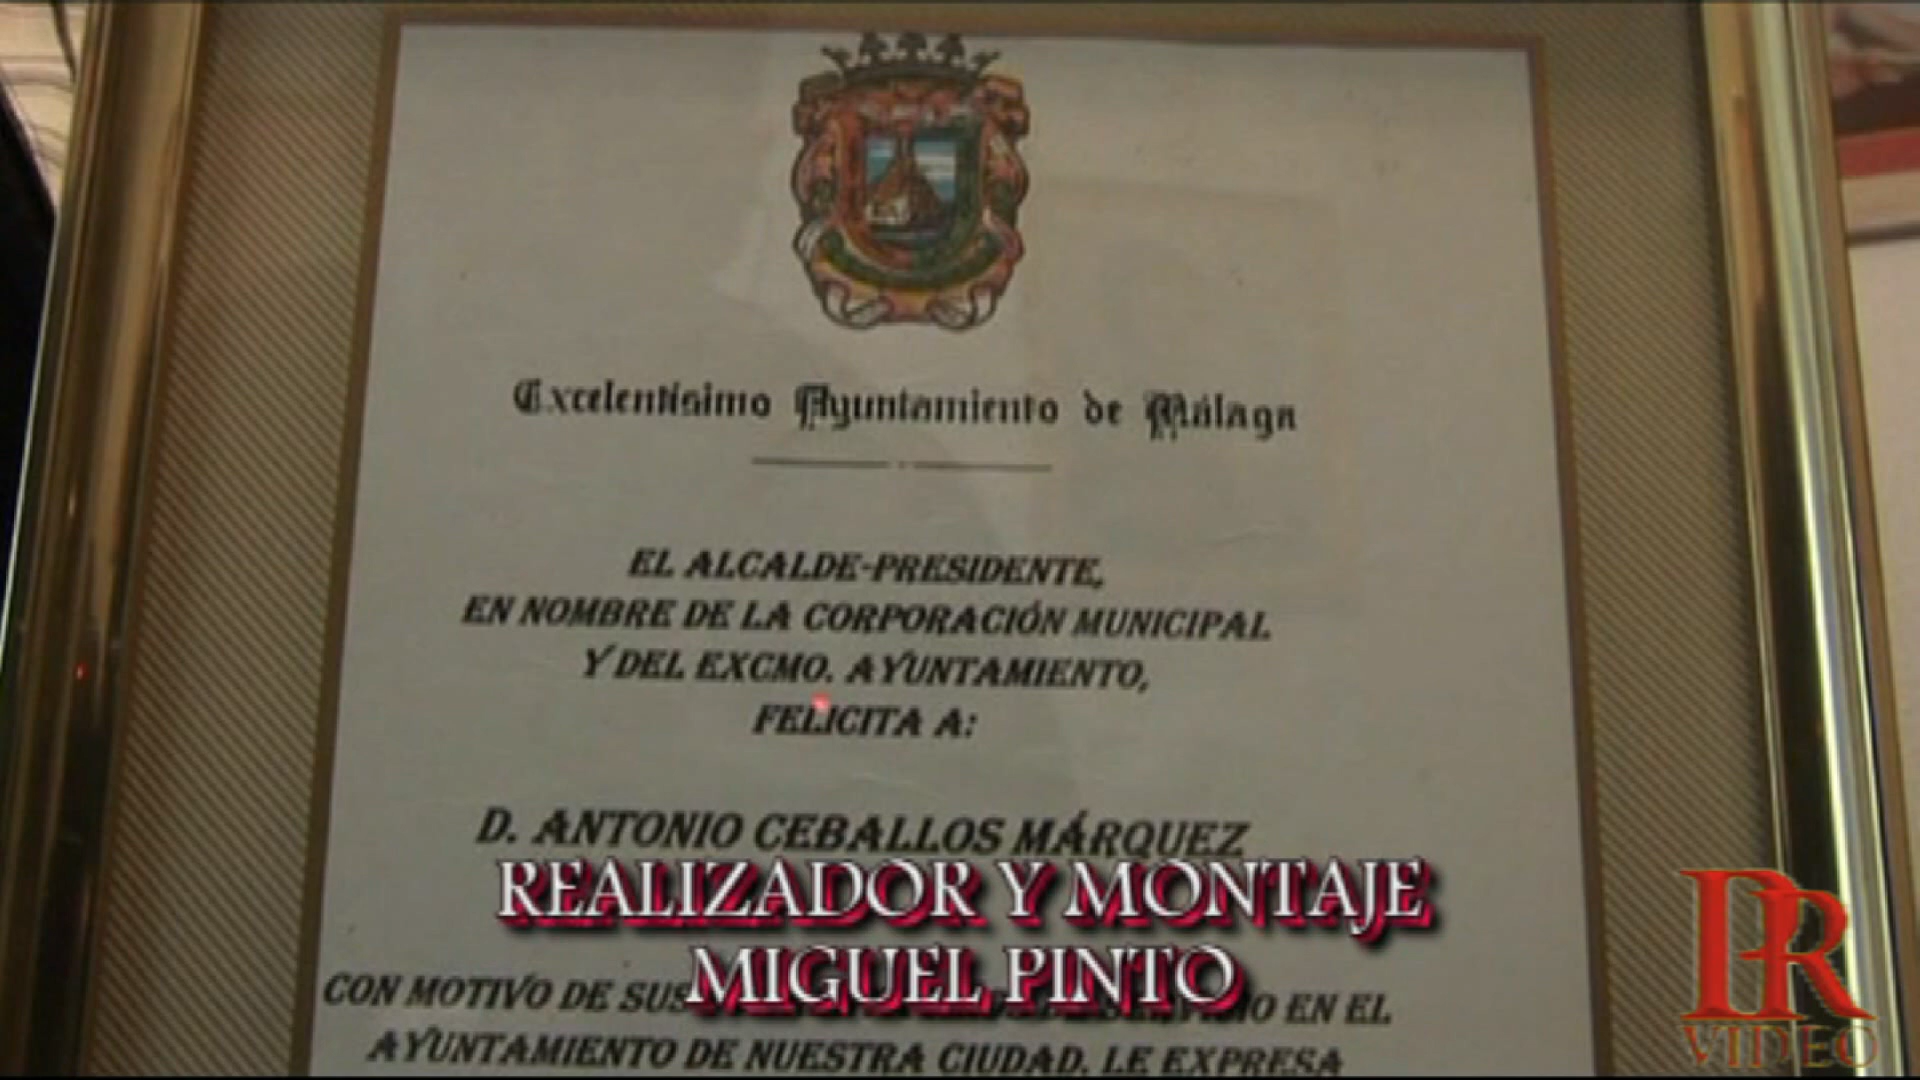 Excelentísimo Ayuntamiento de Málaga
EL ALCALDE-PRESIDENTE,
EN NOMBRE DE LA CORPORACIÓN MUNICIPAL
Y DEL EXCMO. AYUNTAMIENTO,
FELICITA A:
D. ANTONIO CEBALLOS MÁRQUEZ
REALIZADOR Y MONTAJE
MIGUEL PINTO
CON MOTIVO DE SUS EN EL
AYUNTAMIENTO DE NUESTRA CIUDAD, LE EXPRESA
PR
VIDEO